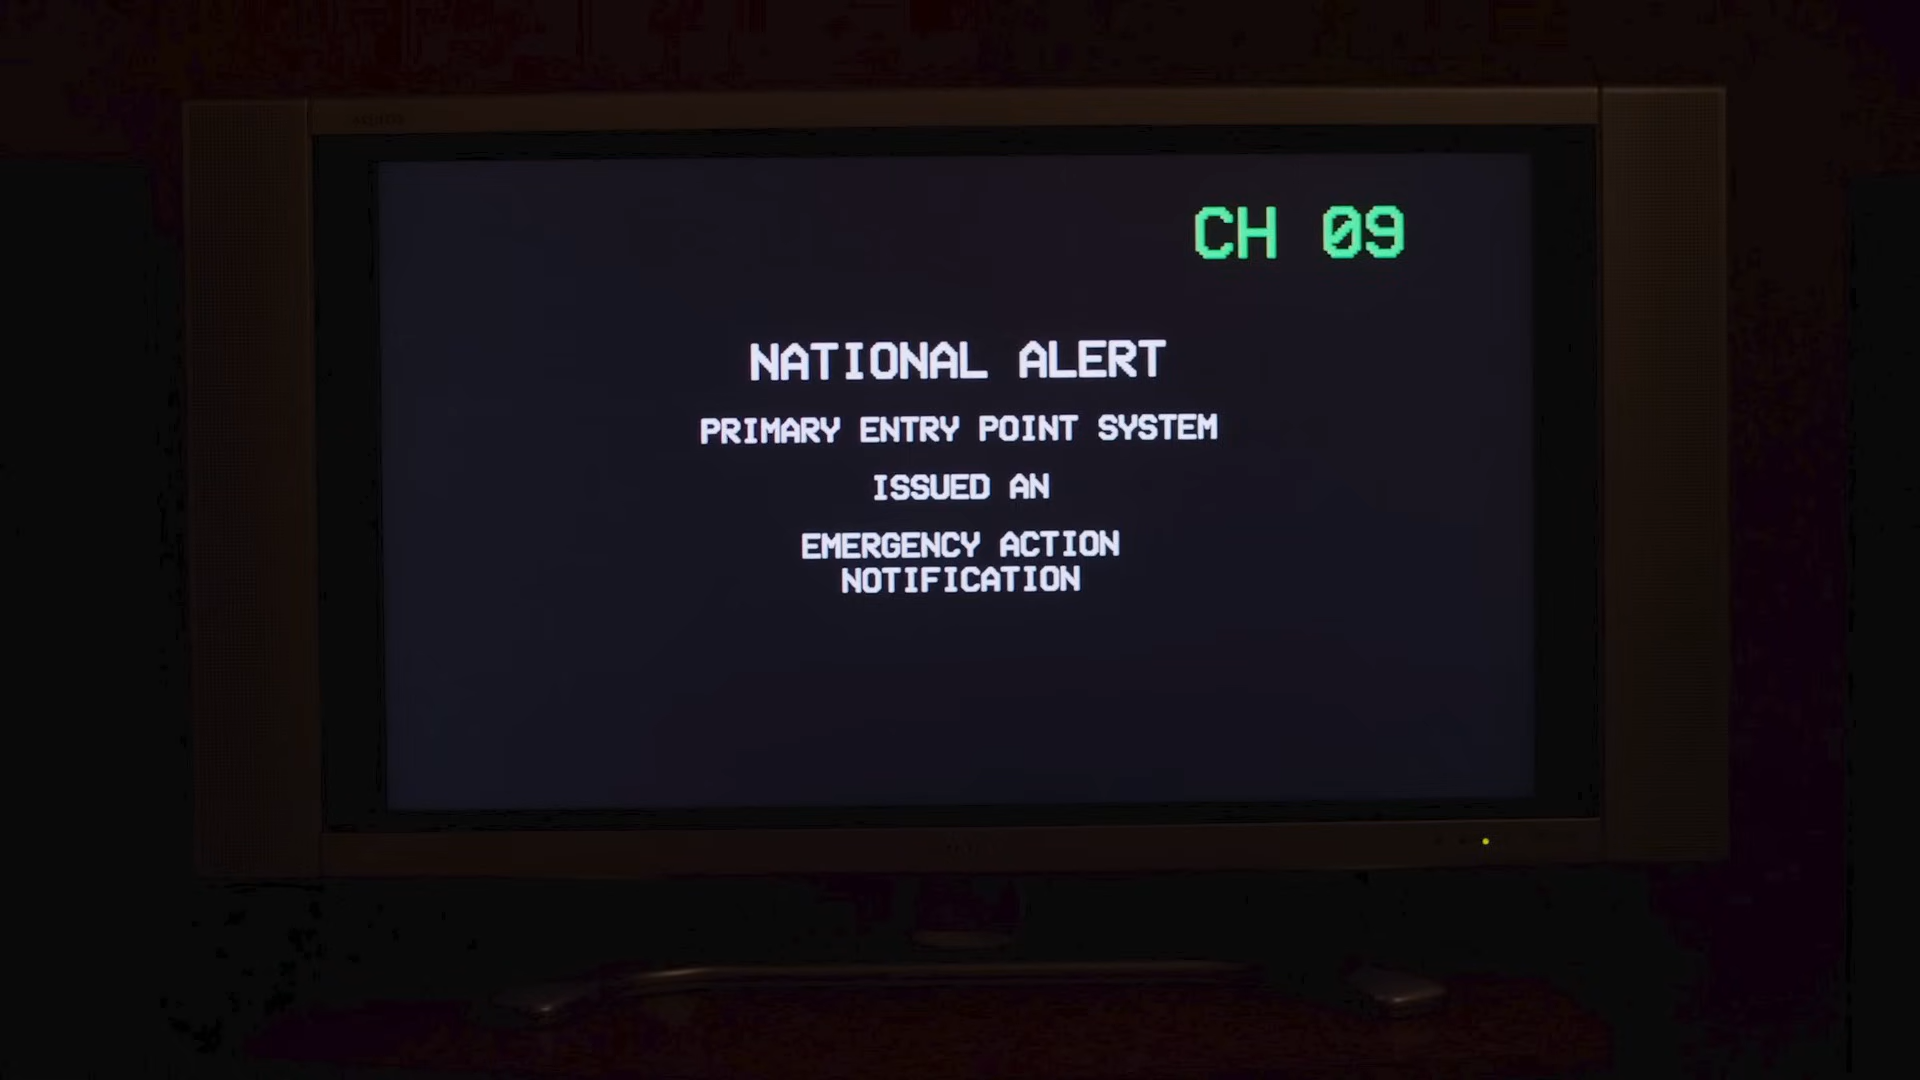 CH 09
NATIONAL ALERT
PRIMARY ENTRY POINT SYSTEM
ISSUED AN
EMERGENCY ACTION
NOTIFICATION